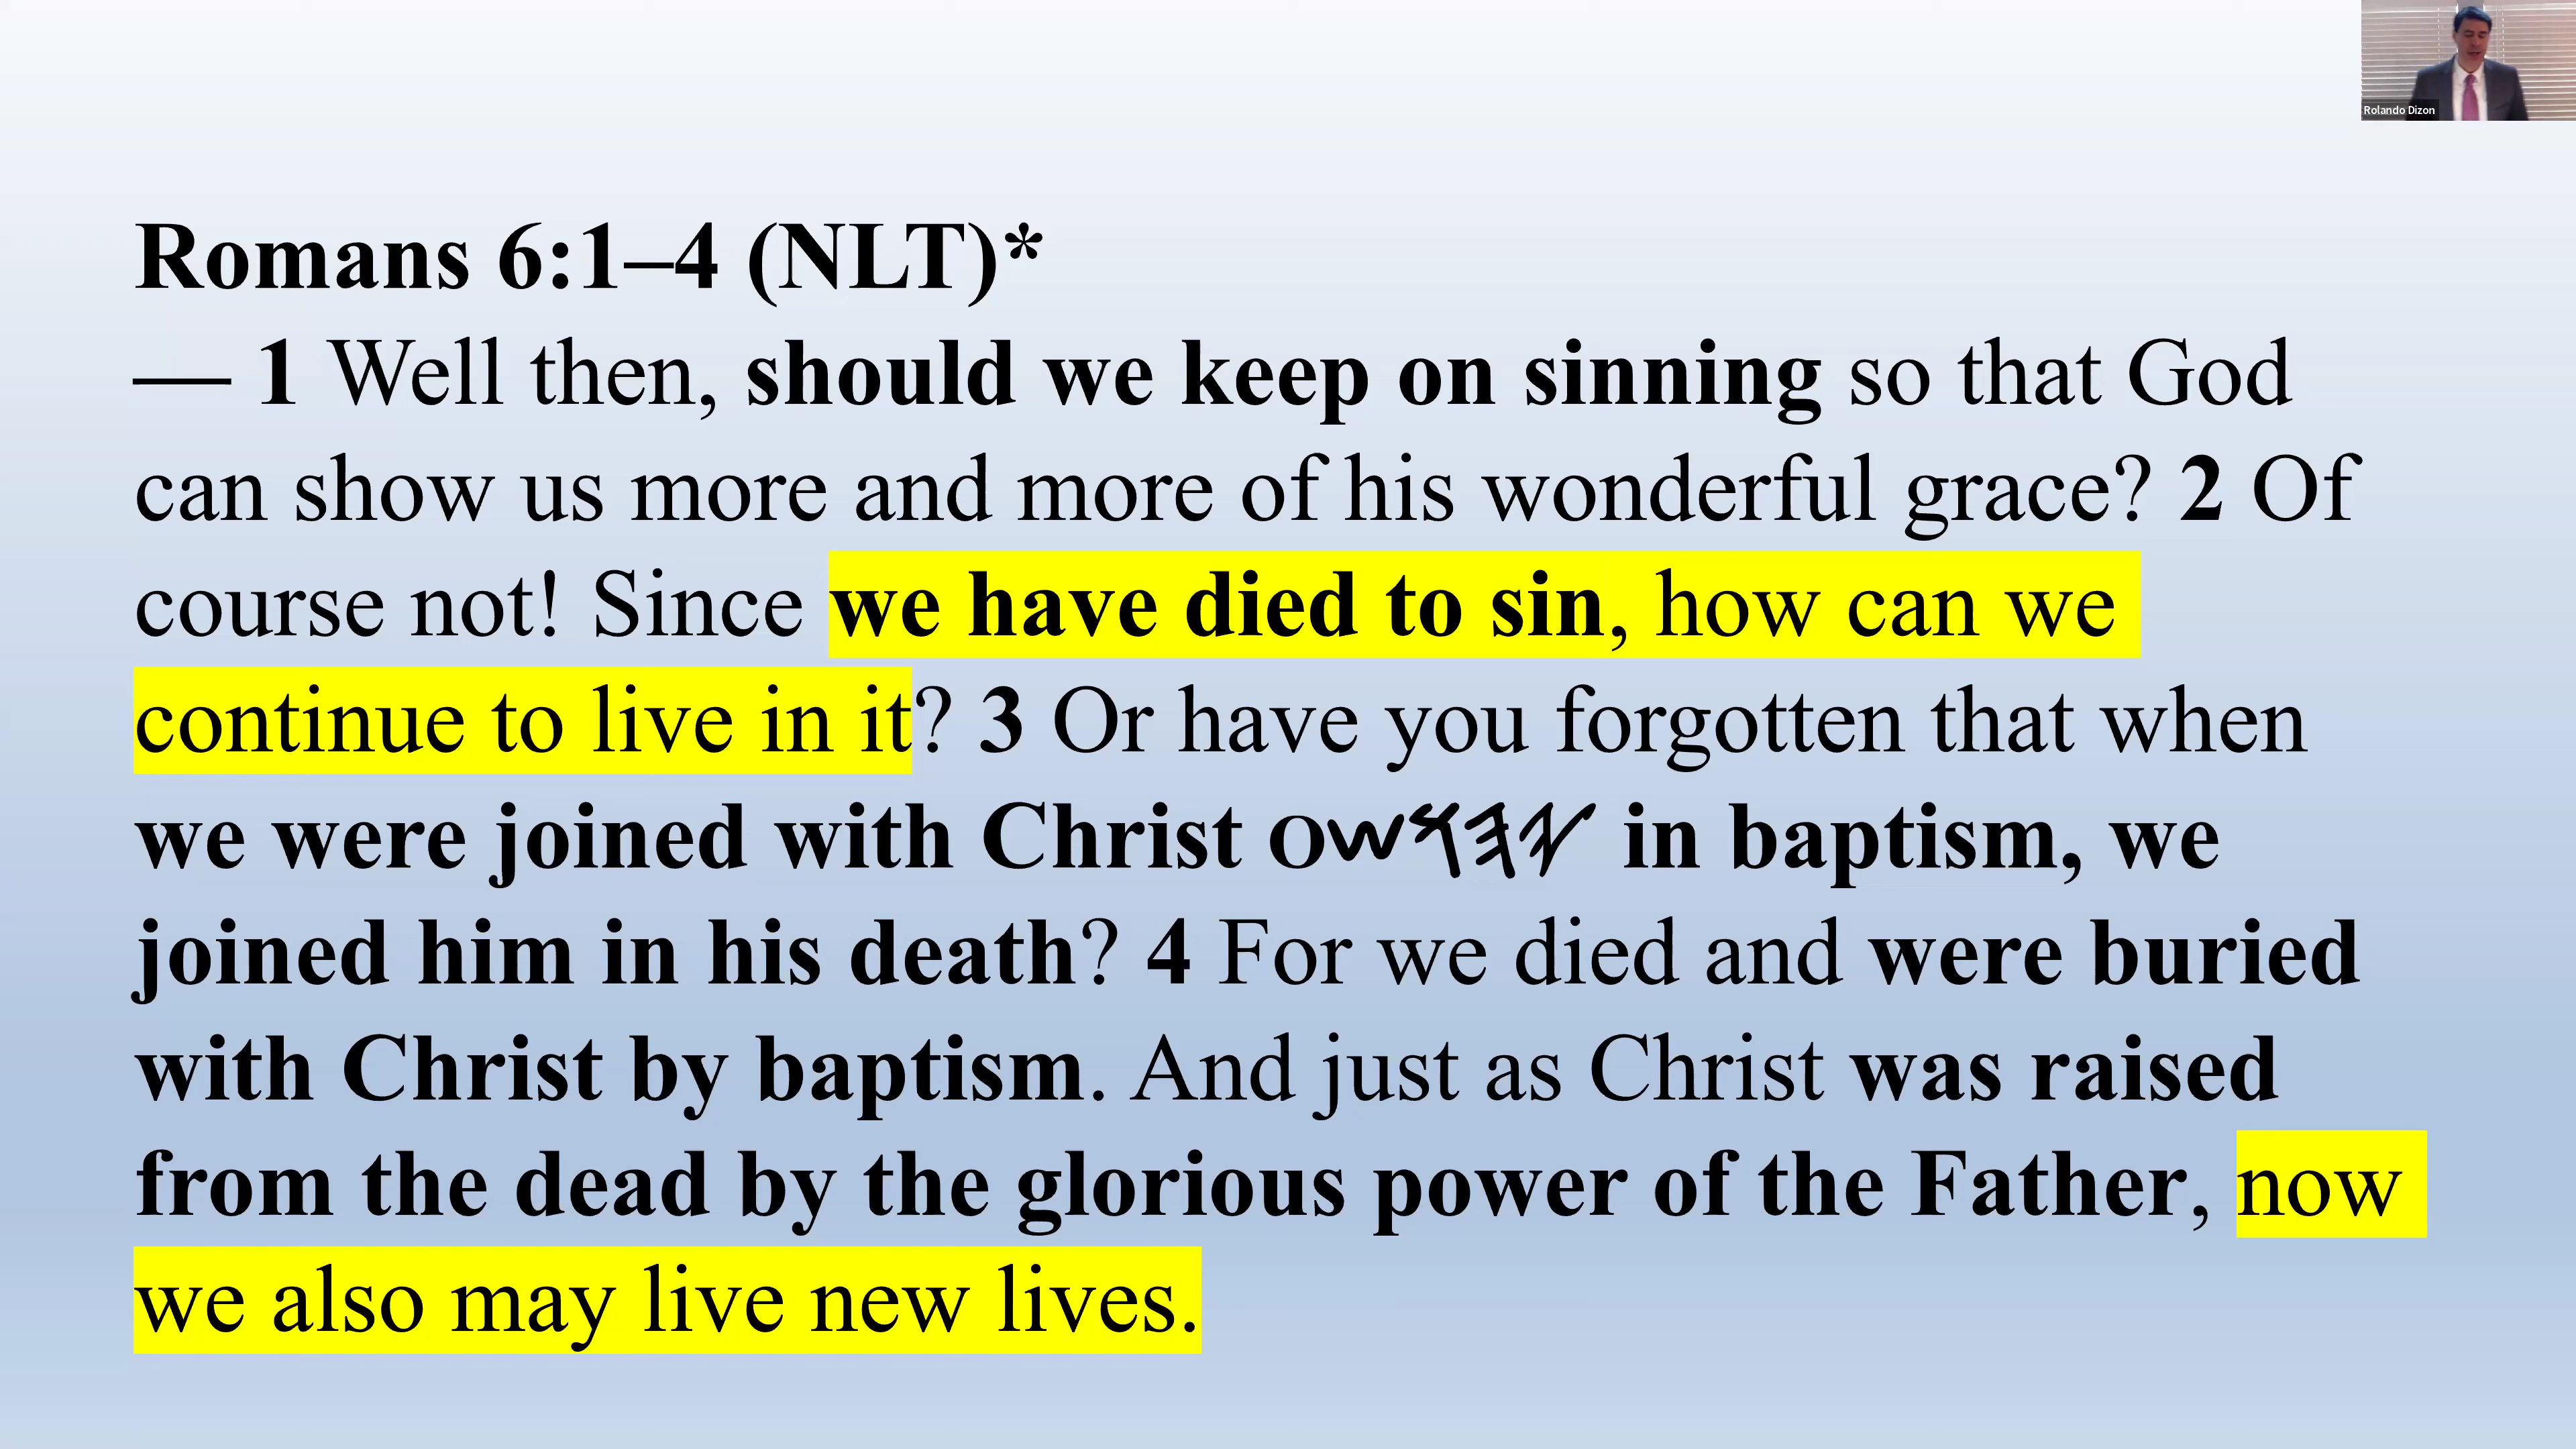 Rolando Dizon
Romans 6:1–4 (NLT)*
— 1 Well then, should we keep on sinning so that God
can show us more and more of his wonderful grace? 2 Of
course not! Since we have died to sin, how can we
continue to live in it? 3 Or have you forgotten that when
we were joined with Christ 𐤉𐤄𐤅𐤔𐤏 in baptism, we
joined him in his death? 4 For we died and were buried
with Christ by baptism. And just as Christ was raised
from the dead by the glorious power of the Father, now
we also may live new lives.